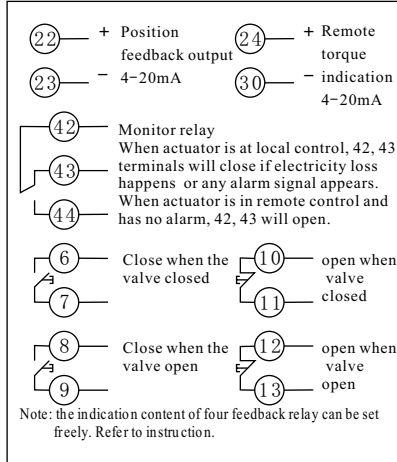 22 + Position 24 + Remote
feedback output torque
23 - 4-20mA 30 - indication
4-20mA
42 Monitor relay
When actuator is at local control, 42, 43
43 terminals will close if electricity loss
happens or any alarm signal appears.
When actuator is in remote control and
44 has no alarm, 42, 43 will open.
6 Close when the 10 open when
valve closed valve
7 11 closed
8 Close when the 12 open when
valve open valve
9 13 open
Note: the indication content of four feedback relay can be set
freely. Refer to instruction.